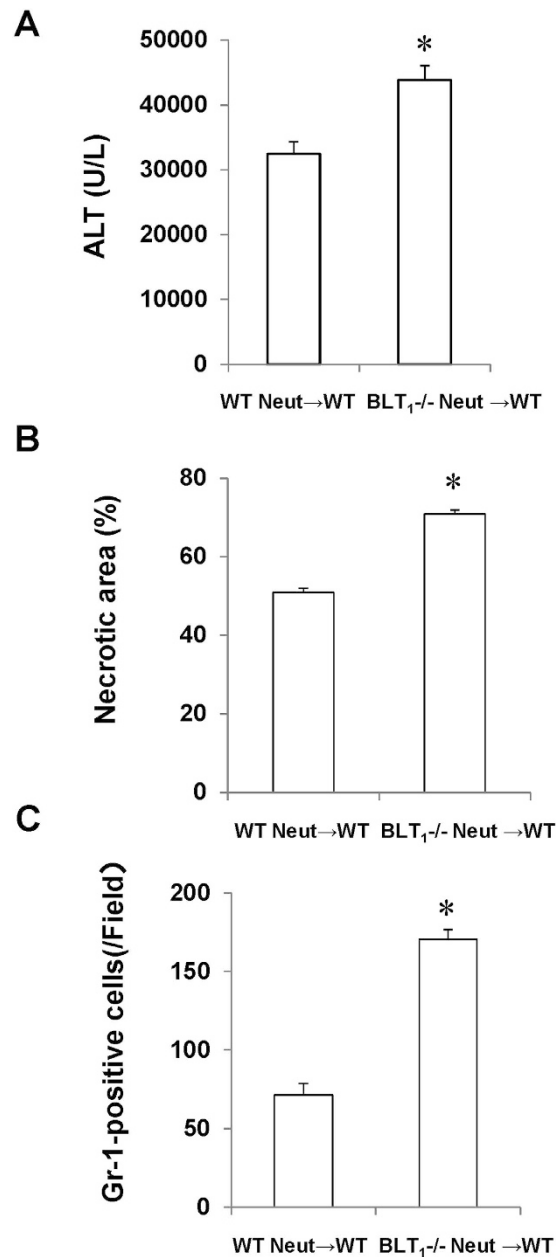 A
ALT (U/L)
50000
40000
30000
20000
10000
0
*
WT Neut→WT BLT₁-/- Neut →WT
B
Necrotic area (%)
80
60
40
20
0
*
WT Neut→WT BLT₁-/- Neut →WT
C
Gr-1-positive cells(/Field)
200
150
100
50
0
*
WT Neut→WT BLT₁-/- Neut →WT